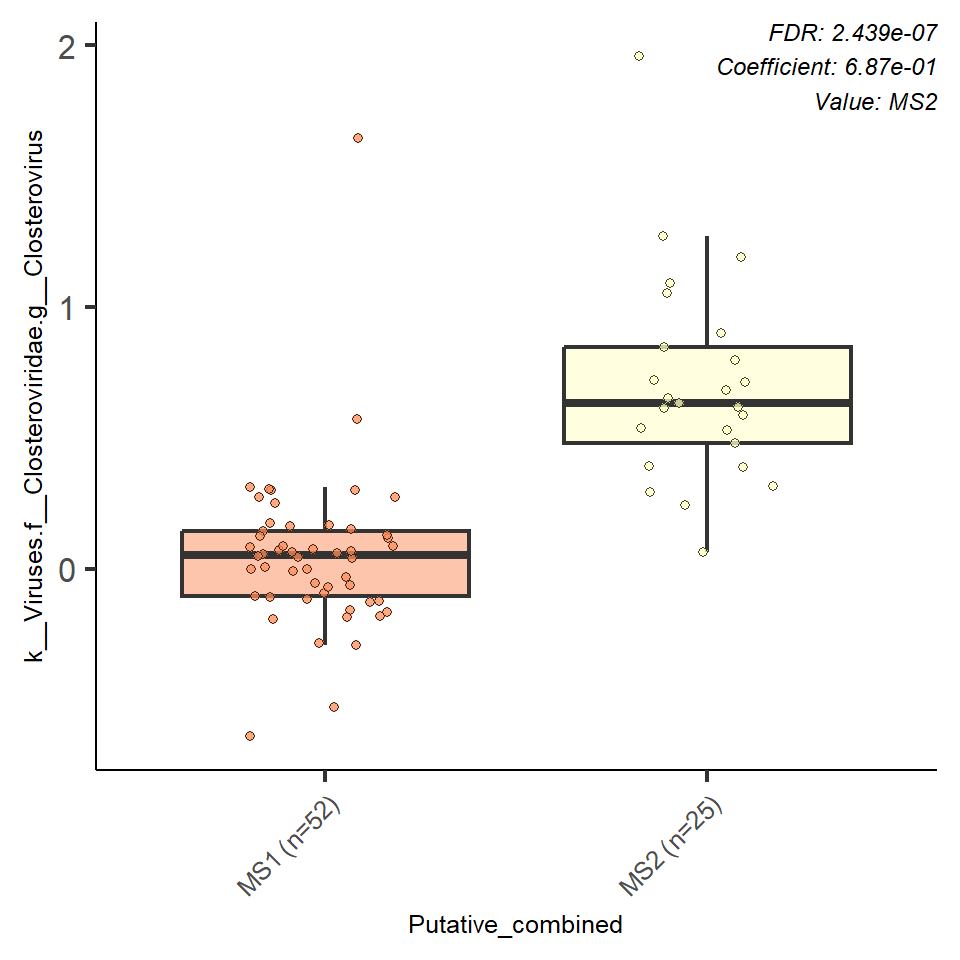 FDR: 2.439e-07
Coefficient: 6.87e-01
Value: MS2
k__Viruses.f__Closteroviridae.g__Closterovirus
2
1
0
MS1 (n=52)
MS2 (n=25)
Putative_combined